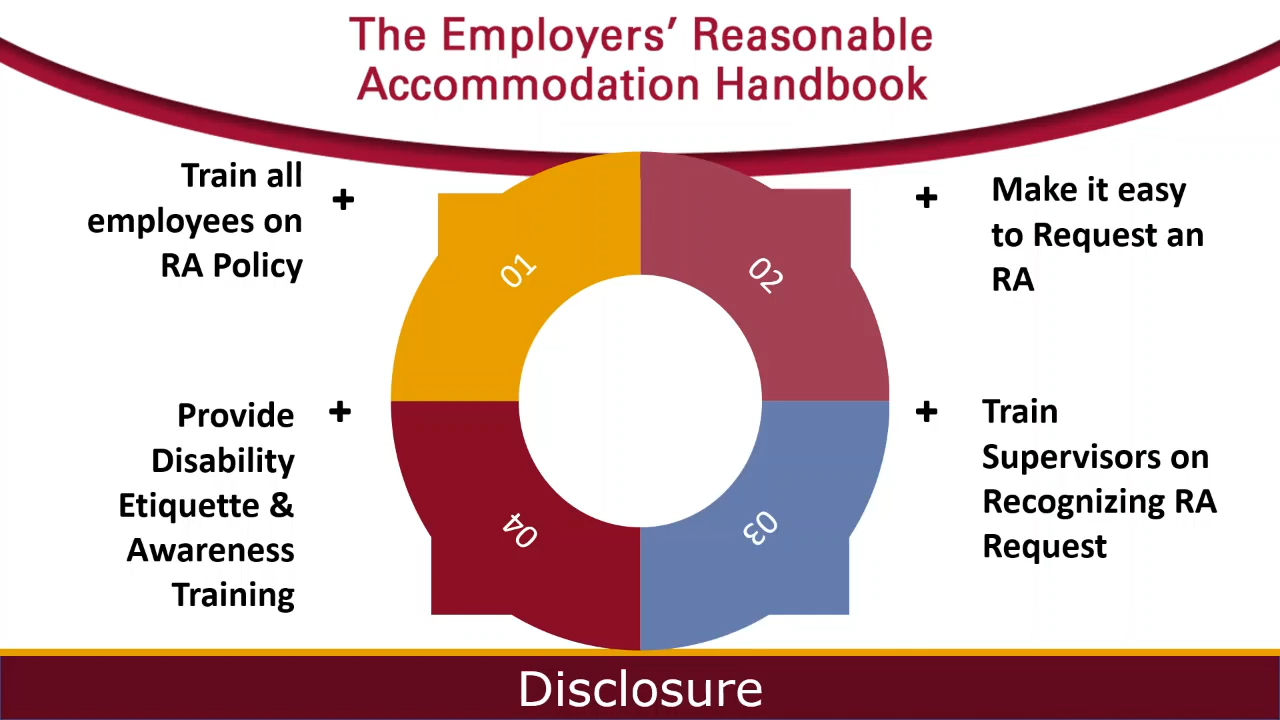 The Employers’ Reasonable
Accommodation Handbook
Train all
employees on
RA Policy
+
01
02
+
Make it easy
to Request an
RA
Provide
Disability
Etiquette &
Awareness
Training
+
04
03
+
Train
Supervisors on
Recognizing RA
Request
Disclosure